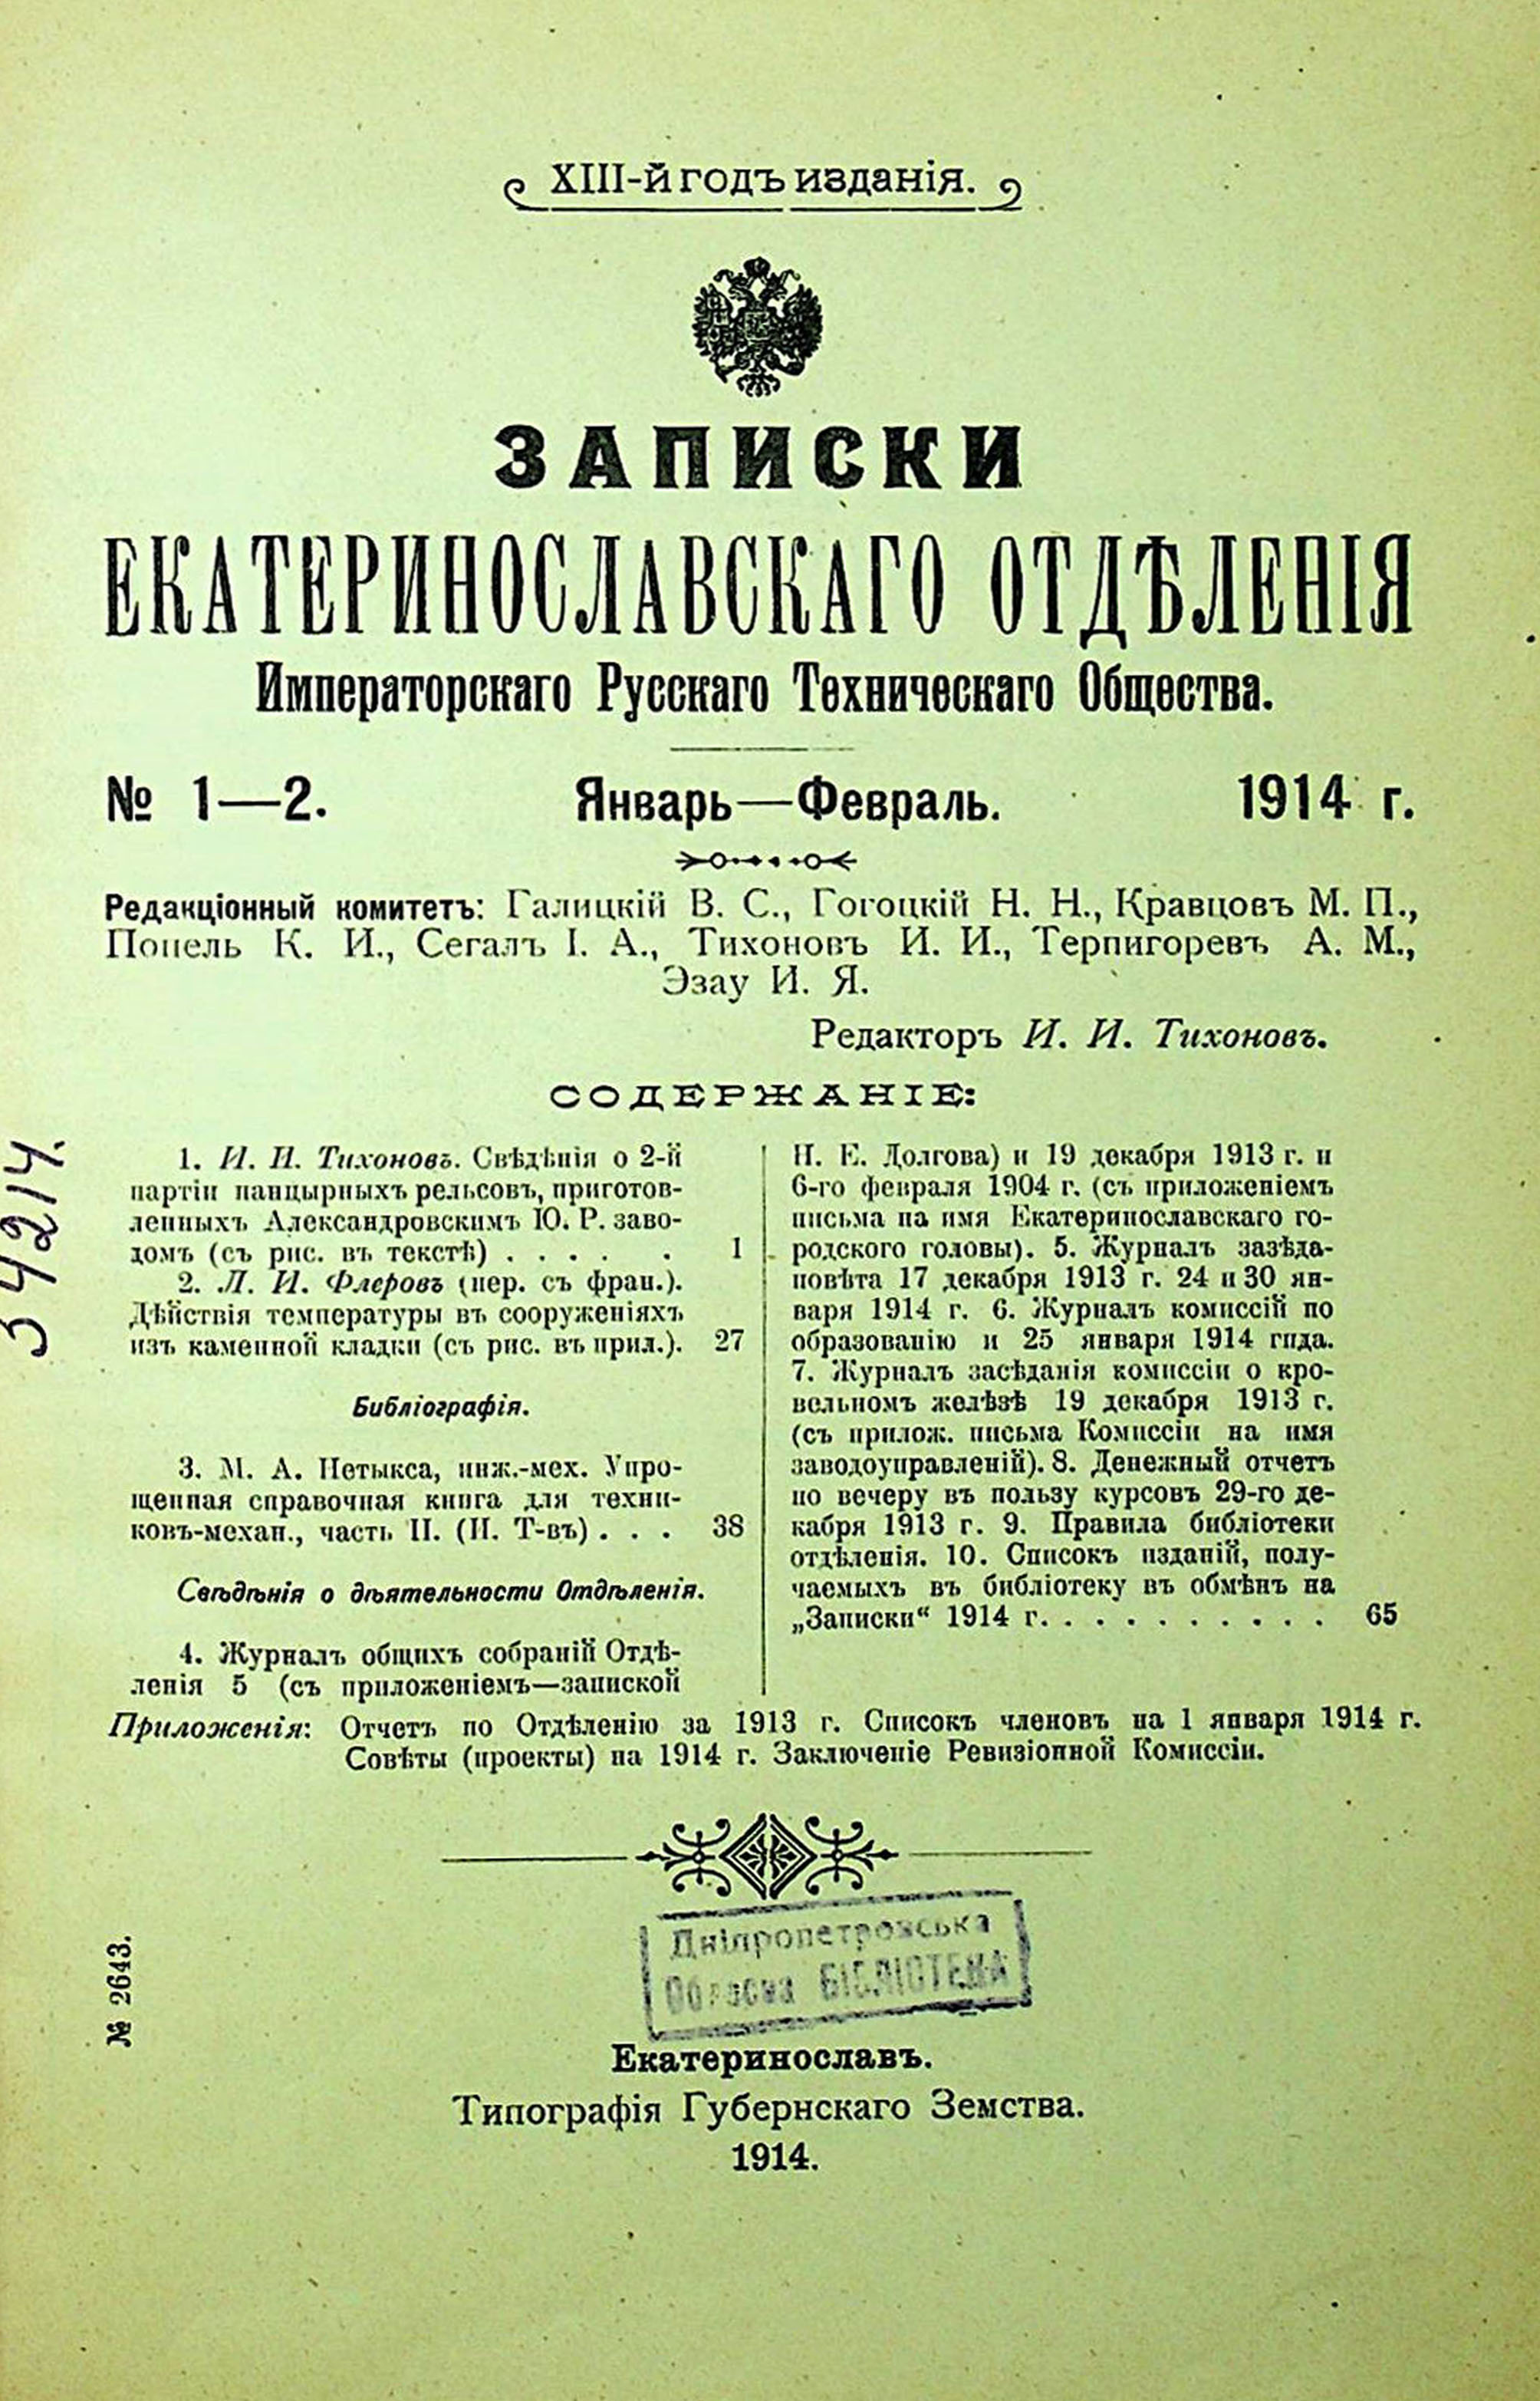 XIII-й годъ изданія.
ЗАПИСКИ
ЕКАТЕРИНОСЛАВСКАГО ОТДѢЛЕНІЯ
Императорскаго Русскаго Техническаго Общества.
№ 1—2. Январь—Февраль. 1914 г.
Редакціонный комитетъ: Галицкій В. С., Гогоцкій Н. Н., Кравцовъ М. П.,
Попель К. И., Сегалъ І. А., Тихоновъ И. И., Терпигоревъ А. М.,
Эзау И. Я.
Редакторъ И. И. Тихоновъ.
СОДЕРЖАНІЕ:
1. И. И. Тихоновъ. Свѣдѣнія о 2-й
партіи панцырныхъ рельсовъ, приготов-
ленныхъ Александровскимъ Ю. Р. заво-
домъ (съ рис. въ текстѣ) . . . . . 1
2. Л. И. Флеровъ (пер. съ фран.).
Дѣйствія температуры въ сооруженіяхъ
изъ каменной кладки (съ рис. въ прил.). 27
Библіографія.
3. М. А. Нетыкса, инж.-мех. Упро-
щенная справочная книга для техни-
ковъ-механ., часть II. (И. Т-въ) . . . 38
Свѣдѣнія о дѣятельности Отдѣленія.
4. Журналъ общихъ собраній Отдѣ-
ленія 5 (съ приложеніемъ—запиской
Н. Е. Долгова) и 19 декабря 1913 г. и
6-го февраля 1904 г. (съ приложеніемъ
письма на имя Екатеринославскаго го-
родского головы). 5. Журналъ зазѣда-
новѣта 17 декабря 1913 г. 24 и 30 ян-
варя 1914 г. 6. Журналъ комиссій по
образованію и 25 января 1914 гпда.
7. Журналъ засѣданія комиссіи о кро-
вельномъ желѣзѣ 19 декабря 1913 г.
(съ прилож. письма Комиссіи на имя
заводоуправленій). 8. Денежный отчетъ
по вечеру въ пользу курсовъ 29-го де-
кабря 1913 г. 9. Правила библіотеки
отдѣленія. 10. Списокъ изданій, полу-
чаемыхъ въ библіотеку въ обмѣнъ на
„Записки“ 1914 г. . . . . . . . . . . 65
Приложенія: Отчетъ по Отдѣленію за 1913 г. Списокъ членовъ на 1 января 1914 г.
Совѣты (проекты) на 1914 г. Заключеніе Ревизіонной Комиссіи.
34214.
№ 2643.
Дніпропетровська
Обласна БІБЛІОТЕКА
Екатеринославъ.
Типографія Губернскаго Земства.
1914.